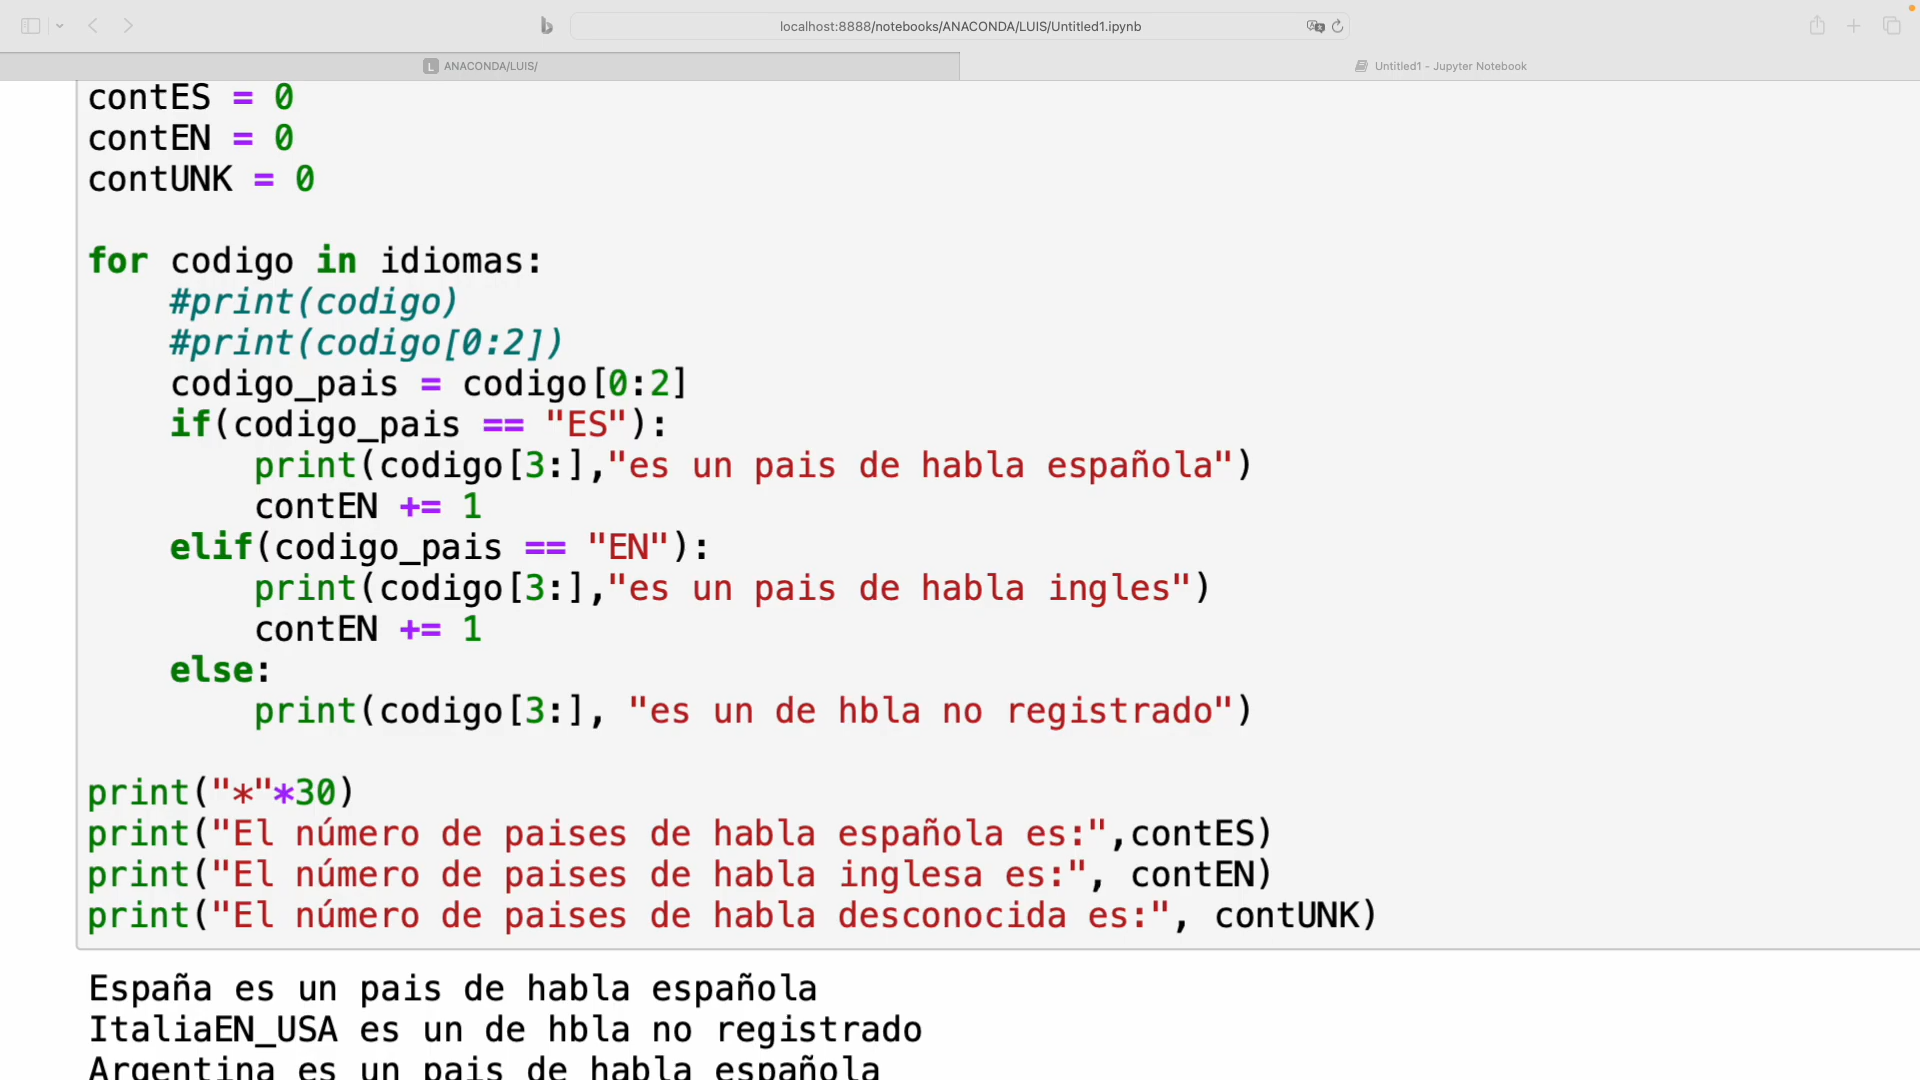 localhost:8888/notebooks/ANACONDA/LUIS/Untitled1.ipynb
L ANACONDA/LUIS/
Untitled1 - Jupyter Notebook
contES = 0
contEN = 0
contUNK = 0
for codigo in idiomas:
#print(codigo)
#print(codigo[0:2])
codigo_pais = codigo[0:2]
if(codigo_pais == "ES"):
print(codigo[3:],"es un pais de habla española")
contEN += 1
elif(codigo_pais == "EN"):
print(codigo[3:],"es un pais de habla ingles")
contEN += 1
else:
print(codigo[3:], "es un de hbla no registrado")
print("*"*30)
print("El número de paises de habla española es:",contES)
print("El número de paises de habla inglesa es:", contEN)
print("El número de paises de habla desconocida es:", contUNK)
España es un pais de habla española
ItaliaEN_USA es un de hbla no registrado
Argentina es un pais de habla española